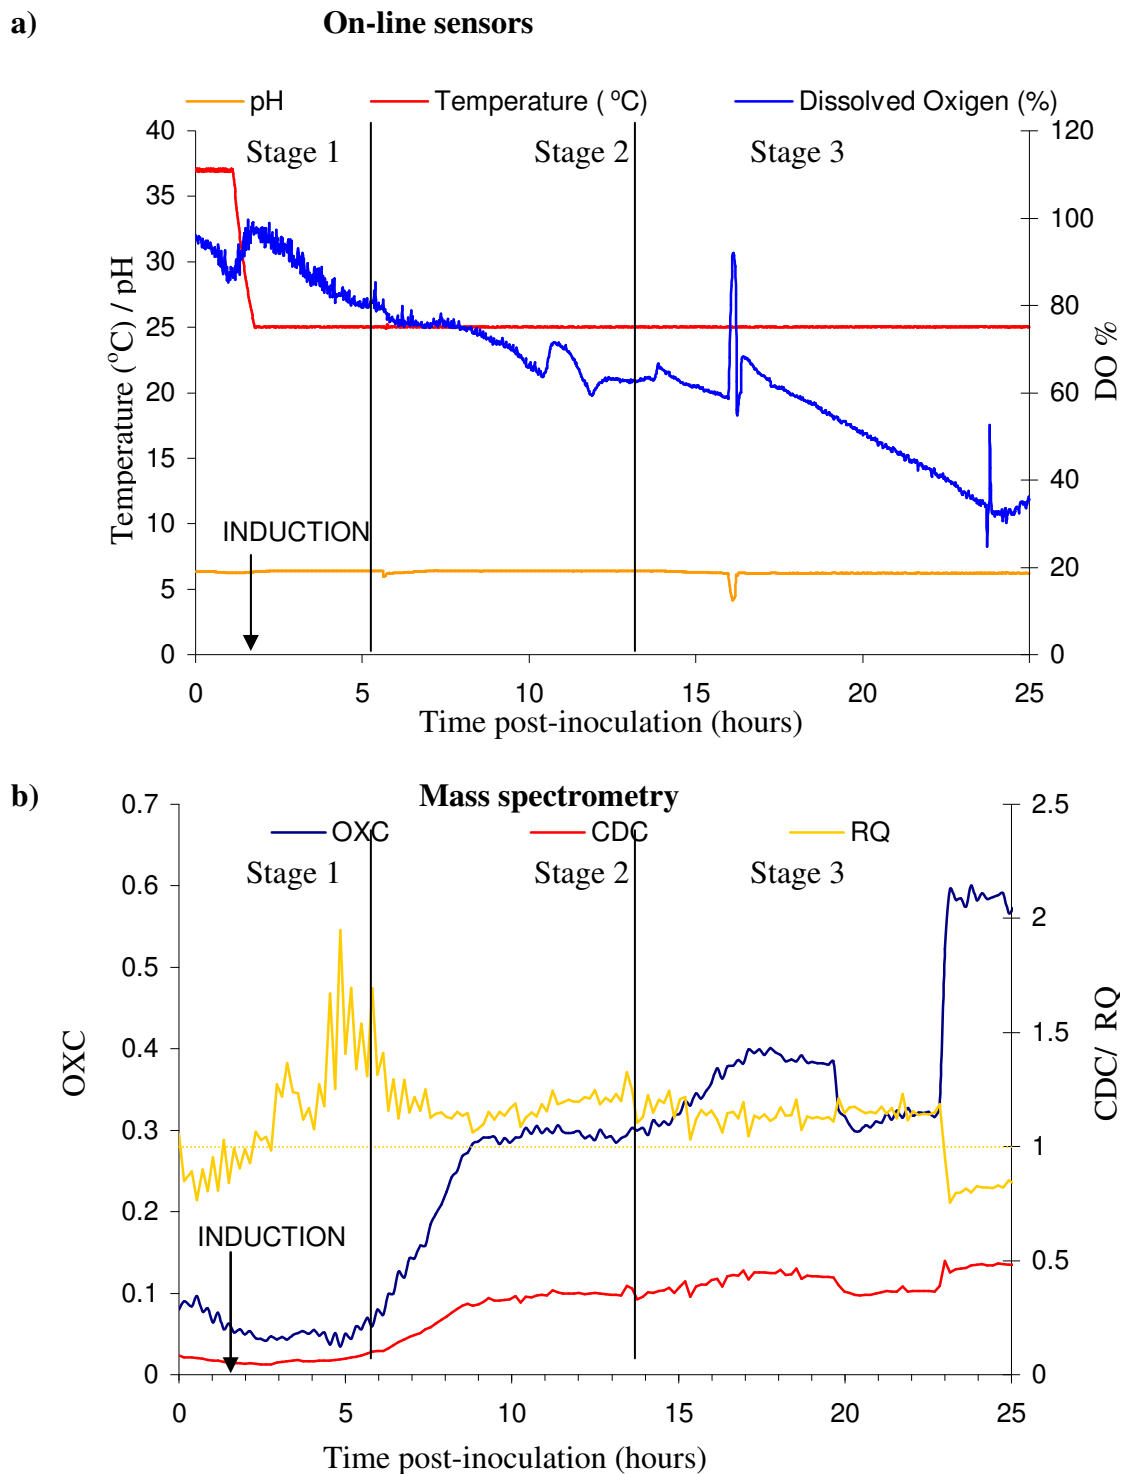 a) On-line sensors
pH Temperature ( ºC) Dissolved Oxigen (%)
40 120
Stage 1 Stage 2 Stage 3
35 100
30 80
25
20 60
15 40
10
5 20
0 0
Temperature (ºC) / pH
DO %
INDUCTION
0 5 10 15 20 25
Time post-inoculation (hours)
b) Mass spectrometry
0.7 2.5
OXC CDC RQ
Stage 1 Stage 2 Stage 3
0.6 2
0.5
0.4 1.5
0.3 1
0.2
0.1 0.5
0 0
OXC
CDC/ RQ
INDUCTION
0 5 10 15 20 25
Time post-inoculation (hours)